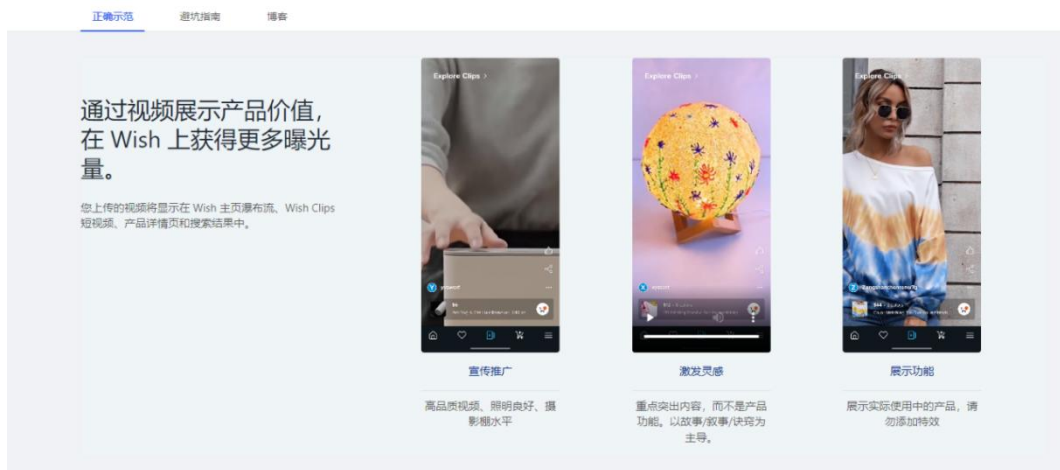 正确示范
避坑指南
博客
通过视频展示产品价值，
在 Wish 上获得更多曝光
量。
您上传的视频将显示在 Wish 主页瀑布流、Wish Clips
短视频、产品详情页和搜索结果中。
Explore Clips >
Explore Clips >
Explore Clips >
宣传推广
激发灵感
展示功能
高品质视频、照明良好、摄
影棚水平
重点突出内容，而不是产品
功能。以故事/叙事/诀窍为
主导。
展示实际使用中的产品，请
勿添加特效